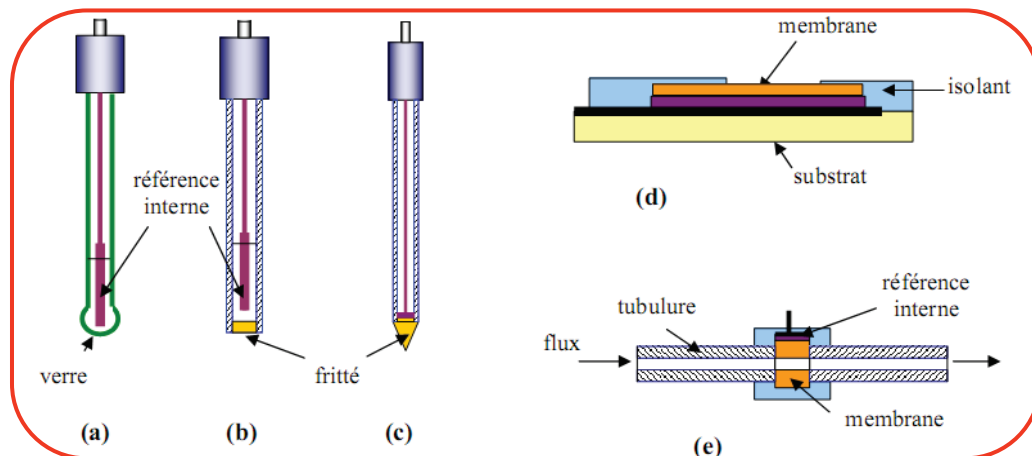 membrane
isolant
substrat
(d)
référence
interne
verre
fritté
(a)
(b)
(c)
référence
interne
tubulure
flux
membrane
(e)